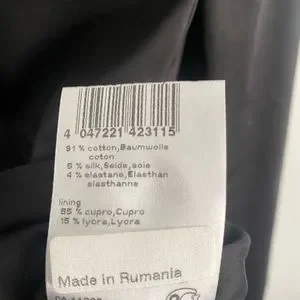 4 047221 423115
91 % cotton,Baumwolle
coton
5 % silk,Seide,soie
4 % elastane,Elasthan
elasthanne
lining
85 % cupro,Cupro
15 % lycra,Lycra
Made in Rumania